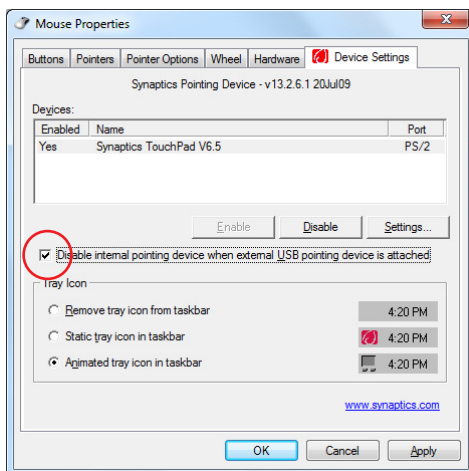 Mouse Properties
Buttons Pointers Pointer Options Wheel Hardware Device Settings
Synaptics Pointing Device - v13.2.6.1 20Jul09
Devices:
Enabled Name Port
Yes Synaptics TouchPad V6.5 PS/2
Enable Disable Settings...
Disable internal pointing device when external USB pointing device is attached
Tray Icon
Remove tray icon from taskbar 4:20 PM
Static tray icon in taskbar 4:20 PM
Animated tray icon in taskbar 4:20 PM
www.synaptics.com
OK Cancel Apply